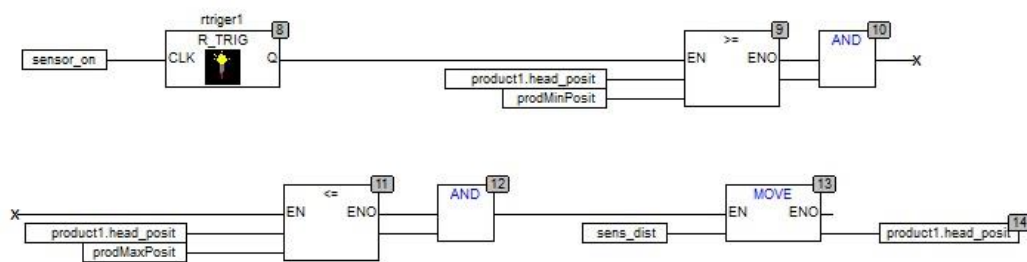 rtriger1
8
R_TRIG
sensor_on
CLK
Q
9
>=
EN
ENO
product1.head_posit
prodMinPosit
10
AND
X
X
11
<=
EN
ENO
product1.head_posit
prodMaxPosit
12
AND
13
MOVE
EN
ENO
sens_dist
14
product1.head_posit